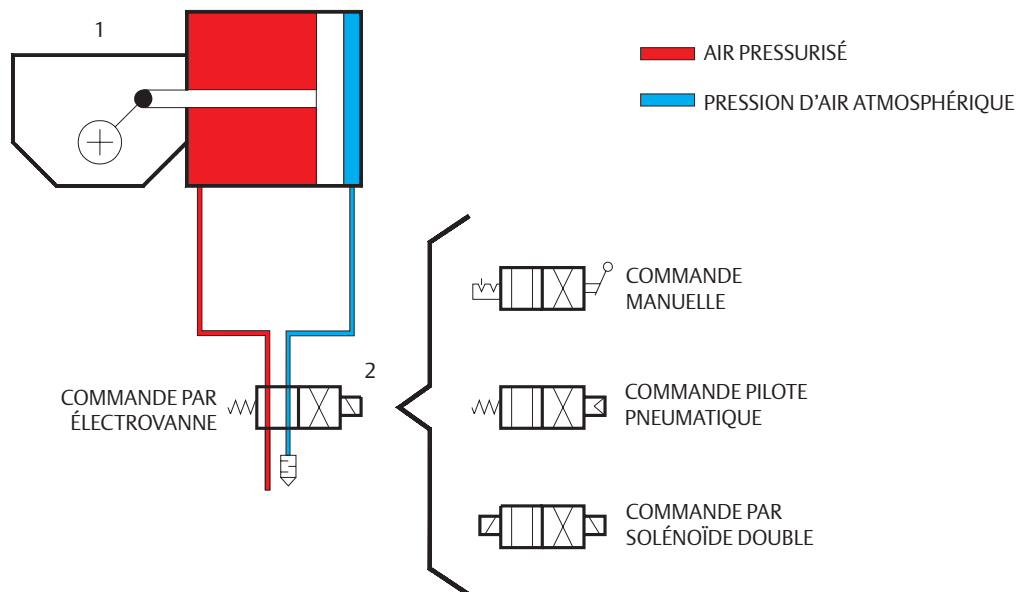 1
AIR PRESSURISÉ
PRESSION D'AIR ATMOSPHÉRIQUE
2
COMMANDE PAR
ÉLECTROVANNE
COMMANDE
MANUELLE
COMMANDE PILOTE
PNEUMATIQUE
COMMANDE PAR
SOLÉNOÏDE DOUBLE